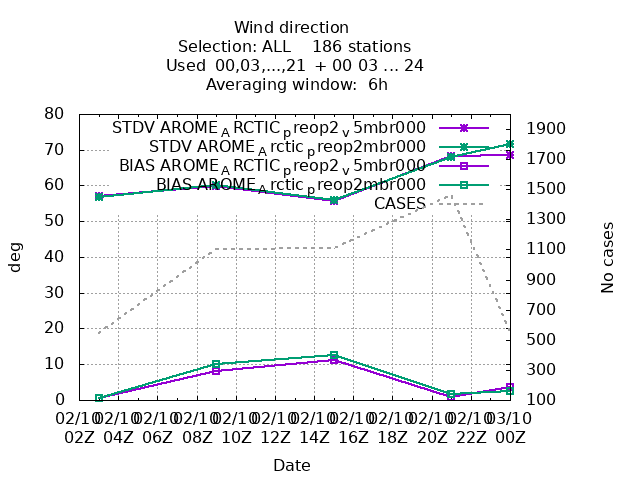 Wind direction
Selection: ALL    186 stations
Used  00,03,...,21  + 00 03 ... 24
Averaging window:  6h
80
70
60
50
40
30
20
10
0
deg
STDV AROME_ARCTIC_preop2_v5mbr000
STDV AROME_Arctic_preop2mbr000
BIAS AROME_ARCTIC_preop2_v5mbr000
BIAS AROME_Arctic_preop2mbr000
CASES
1900
1700
1500
1300
1100
900
700
500
300
100
No cases
02/10 02/10 02/10 02/10 02/10 02/10 02/10 02/10 02/10 02/10 02/10 03/10
02Z 04Z 06Z 08Z 10Z 12Z 14Z 16Z 18Z 20Z 22Z 00Z
Date